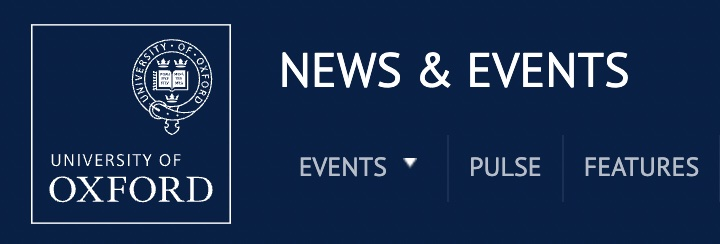 UNIVERSITY · OF · OXFORD
UNIVERSITY OF
OXFORD
NEWS & EVENTS
EVENTS
PULSE
FEATURES